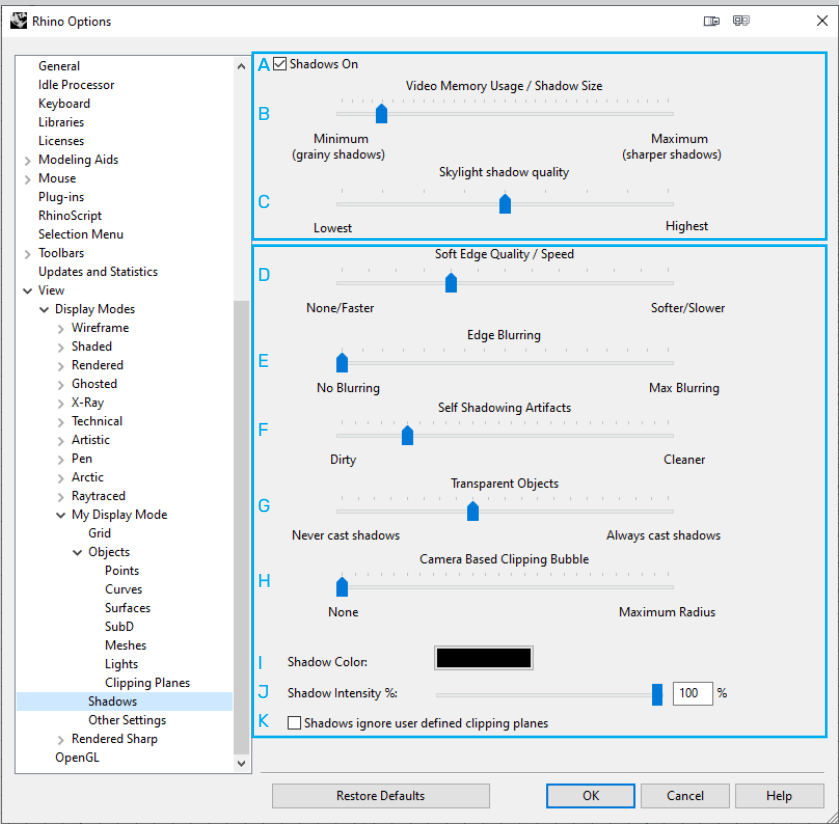 Rhino Options
General
Idle Processor
Keyboard
Libraries
Licenses
Modeling Aids
Mouse
Plug-ins
RhinoScript
Selection Menu
Toolbars
Updates and Statistics
View
Display Modes
Wireframe
Shaded
Rendered
Ghosted
X-Ray
Technical
Artistic
Pen
Arctic
Raytraced
My Display Mode
Grid
Objects
Points
Curves
Surfaces
SubD
Meshes
Lights
Clipping Planes
Shadows
Other Settings
Rendered Sharp
OpenGL
A Shadows On
Video Memory Usage / Shadow Size
B
Minimum Maximum
(grainy shadows) (sharper shadows)
Skylight shadow quality
C
Lowest Highest
Soft Edge Quality / Speed
D
None/Faster Softer/Slower
Edge Blurring
E
No Blurring Max Blurring
Self Shadowing Artifacts
F
Dirty Cleaner
Transparent Objects
G
Never cast shadows Always cast shadows
Camera Based Clipping Bubble
H
None Maximum Radius
I Shadow Color:
J Shadow Intensity %: 100 %
K Shadows ignore user defined clipping planes
Restore Defaults OK Cancel Help